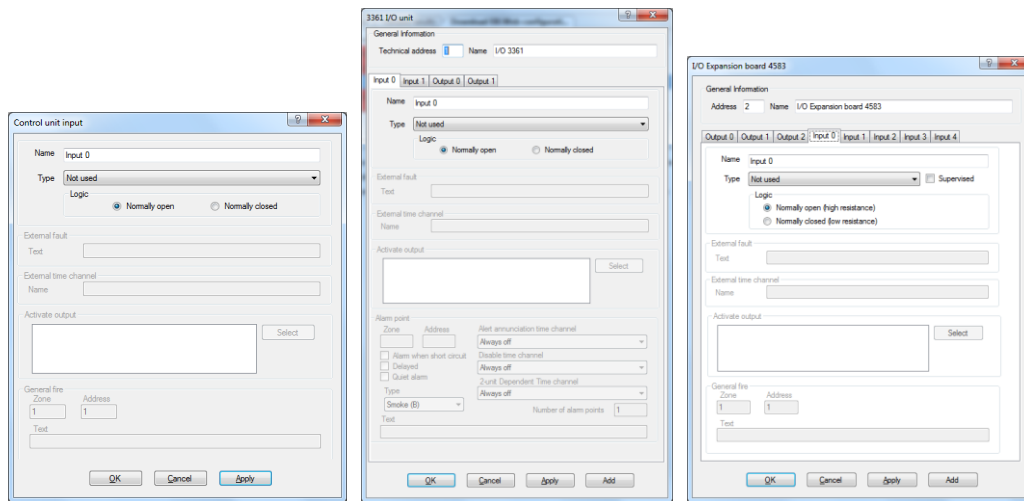 Control unit input
Name Input 0
Type Not used
Logic
Normally open Normally closed
External fault
Text
External time channel
Name
Activate output
Select
General fire
Zone Address
1 1
Text
OK Cancel Apply
3361 I/O unit
General Information
Technical address 1 Name I/O 3361
Input 0 Input 1 Output 0 Output 1
Name Input 0
Type Not used
Logic
Normally open Normally closed
External fault
Text
External time channel
Name
Activate output
Select
Alarm point
Zone Address Alert annunciation time channel
Always off
Alarm when short circuit Disable time channel
Delayed Always off
Quiet alarm 2-unit Dependent Time channel
Type Always off
Smoke (B) Number of alarm points 1
Text
OK Cancel Apply Add
I/O Expansion board 4583
General Information
Address 2 Name I/O Expansion board 4583
Output 0 Output 1 Output 2 Input 0 Input 1 Input 2 Input 3 Input 4
Name Input 0
Type Not used Supervised
Logic
Normally open (high resistance)
Normally closed (low resistance)
External fault
Text
External time channel
Name
Activate output
Select
General fire
Zone Address
1 1
Text
OK Cancel Apply Add